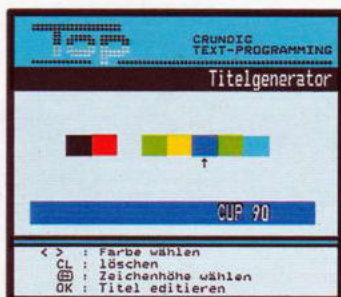 TOP
GRUNDIG
TEXT-PROGRAMMING
Titelgenerator
CUP 90
< > : Farbe wählen
CL : löschen
: Zeichenhöhe wählen
OK : Titel editieren